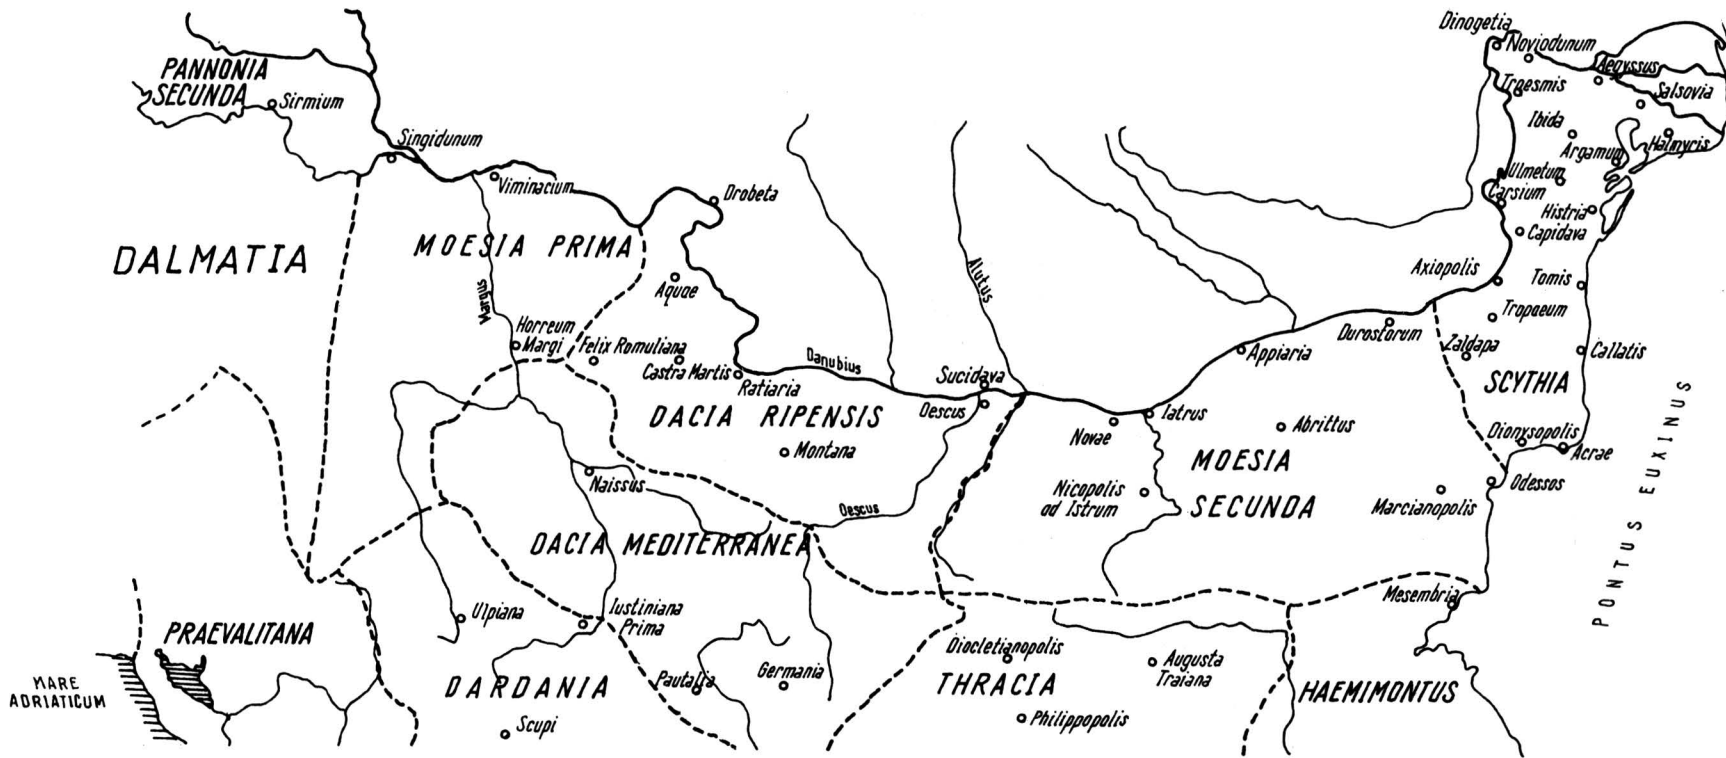 Dinogetia
Noviodunum
PANNONIA
SECUNDA
Sirmium
Aegyssus
Troesmis
Salsovia
Ibida
Halmyris
Singidunum
Argamum
Ulmetum
Viminacium
Drobeta
Carsium
Histria
Capidava
DALMATIA
MOESIA PRIMA
Alutus
Axiopolis
Tomis
Aquae
Margus
Tropaeum
Durostorum
Horreum
Margi
Felix Romuliana
Zaldapa
Callatis
Appiaria
Castra Martis
Danubius
Ratiaria
Sucidava
SCYTHIA
DACIA RIPENSIS
Oescus
Iatrus
Novae
Abrittus
Dionysopolis
Acrae
PONTUS EUXINUS
Montana
MOESIA
SECUNDA
Naissus
Nicopolis
ad Istrum
Odessos
Marcianopolis
Oescus
DACIA MEDITERRANEA
Mesembria
Ulpiana
Iustiniana
Prima
PRAEVALITANA
Diocletianopolis
Augusta
Traiana
MARE
ADRIATICUM
DARDANIA
Pautalia
Germania
THRACIA
HAEMIMONTUS
Scupi
Philippopolis